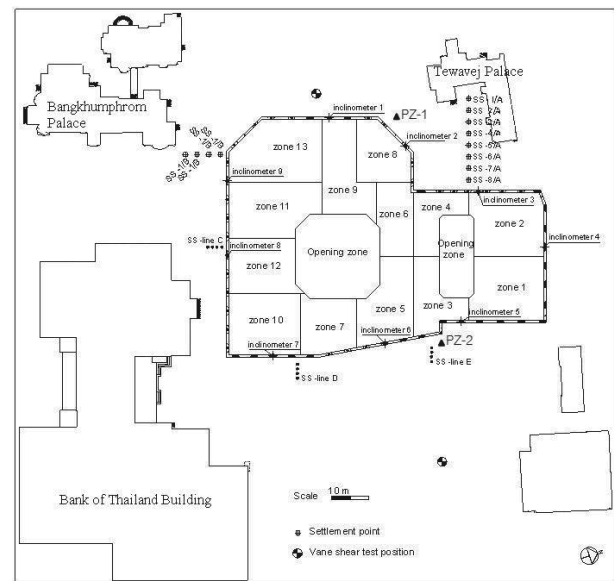 Tewavej Palace
Bangkhumphrom
Palace
inclinometer 1
PZ-1
inclinometer 2
SS -1/A
SS -2/A
SS -3/A
SS -4/A
SS -5/A
SS -6/A
SS -7/A
SS -8/A
SS -1/B
zone 13
zone 8
inclinometer 9
zone 9
inclinometer 3
zone 11
zone 6
zone 4
zone 2
inclinometer 4
SS -line C
inclinometer 8
Opening zone
Opening
zone
zone 12
zone 1
zone 10
zone 7
zone 5
zone 3
inclinometer 5
inclinometer 6
inclinometer 7
PZ-2
SS -line D
SS -line E
Bank of Thailand Building
Scale 10 m
Settlement point
Vane shear test position